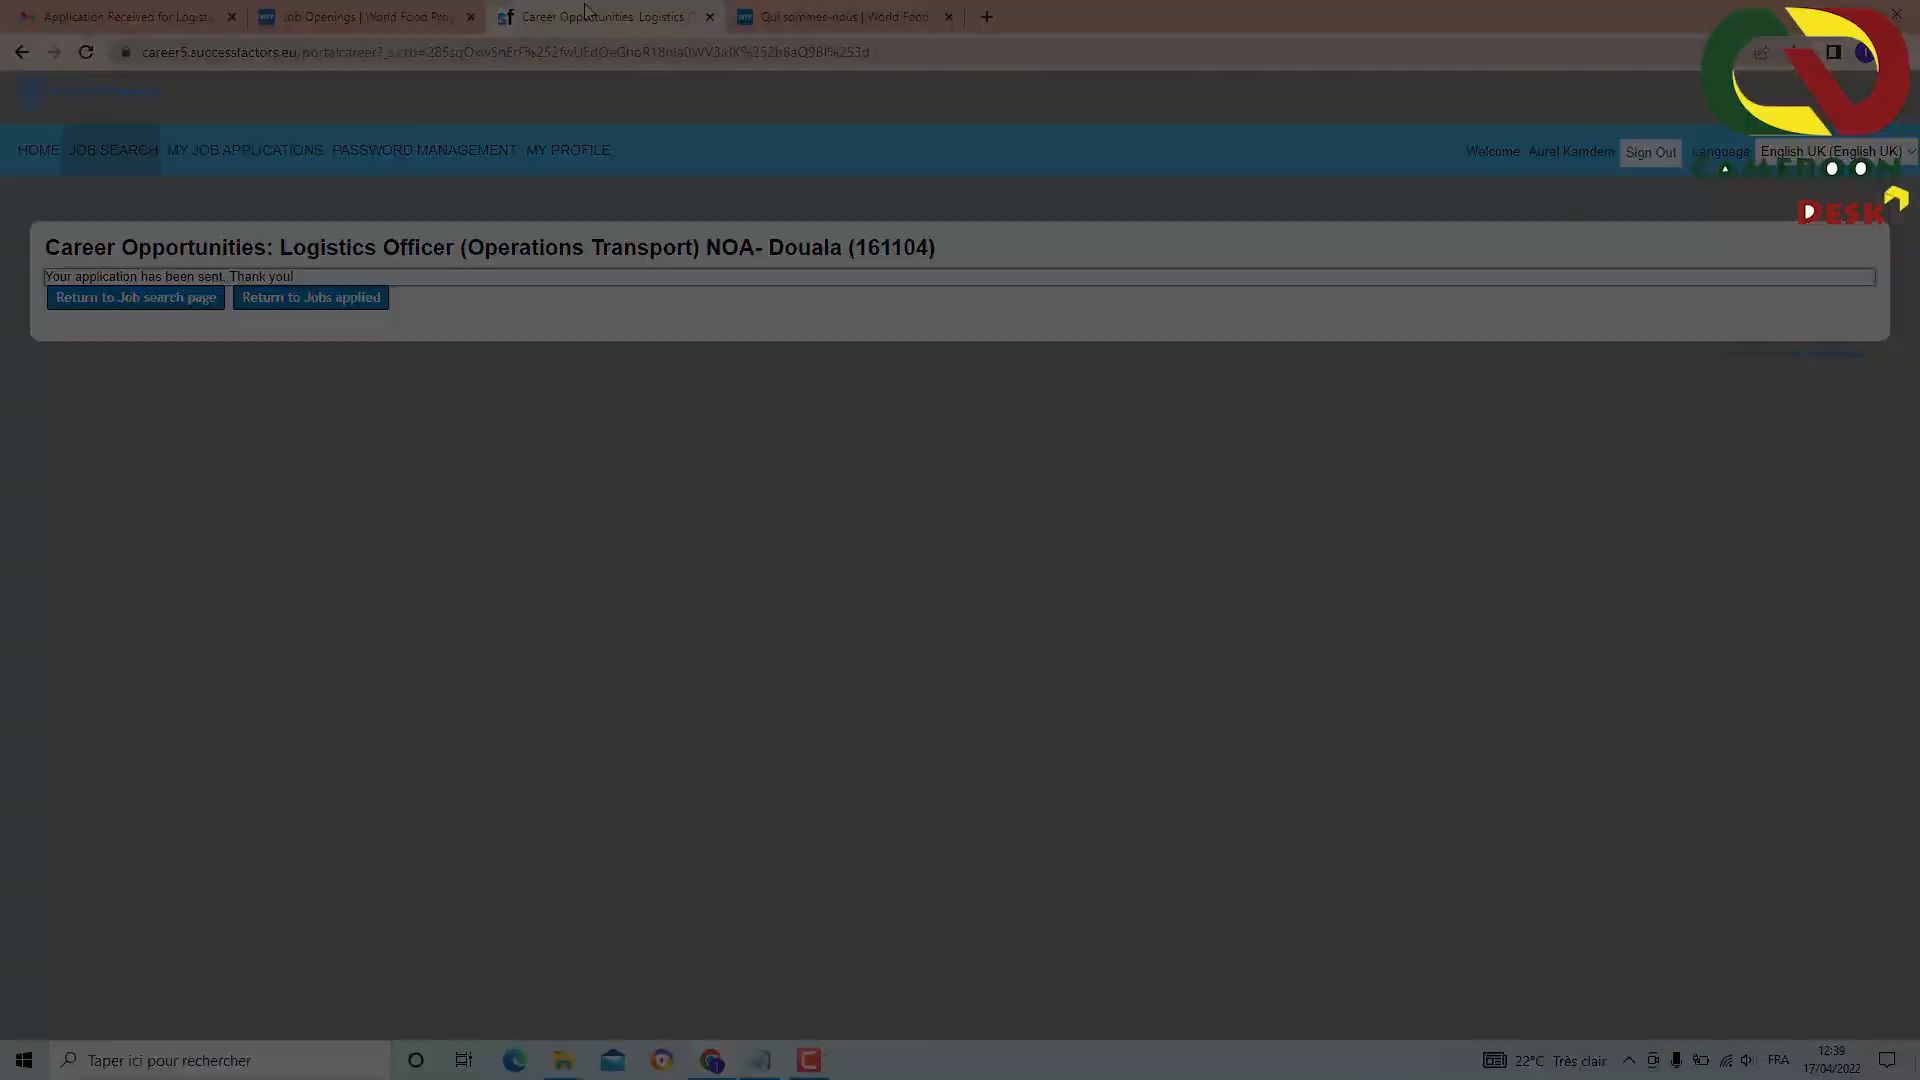 Application Received for Logist
Job Openings | World Food Pro
Career Opportunities: Logistics
Qui sommes-nous | World Food
HOME
JOB SEARCH
MY JOB APPLICATIONS
PASSWORD MANAGEMENT
MY PROFILE
Welcome Aurel Kamdem
Sign Out
Language
English UK (English UK)
CAMEROON
DESK
Career Opportunities: Logistics Officer (Operations Transport) NOA- Douala (161104)
Your application has been sent. Thank you!
Return to Job search page
Return to Jobs applied
Taper ici pour rechercher
22°C Très clair
FRA
12:39
17/04/2022